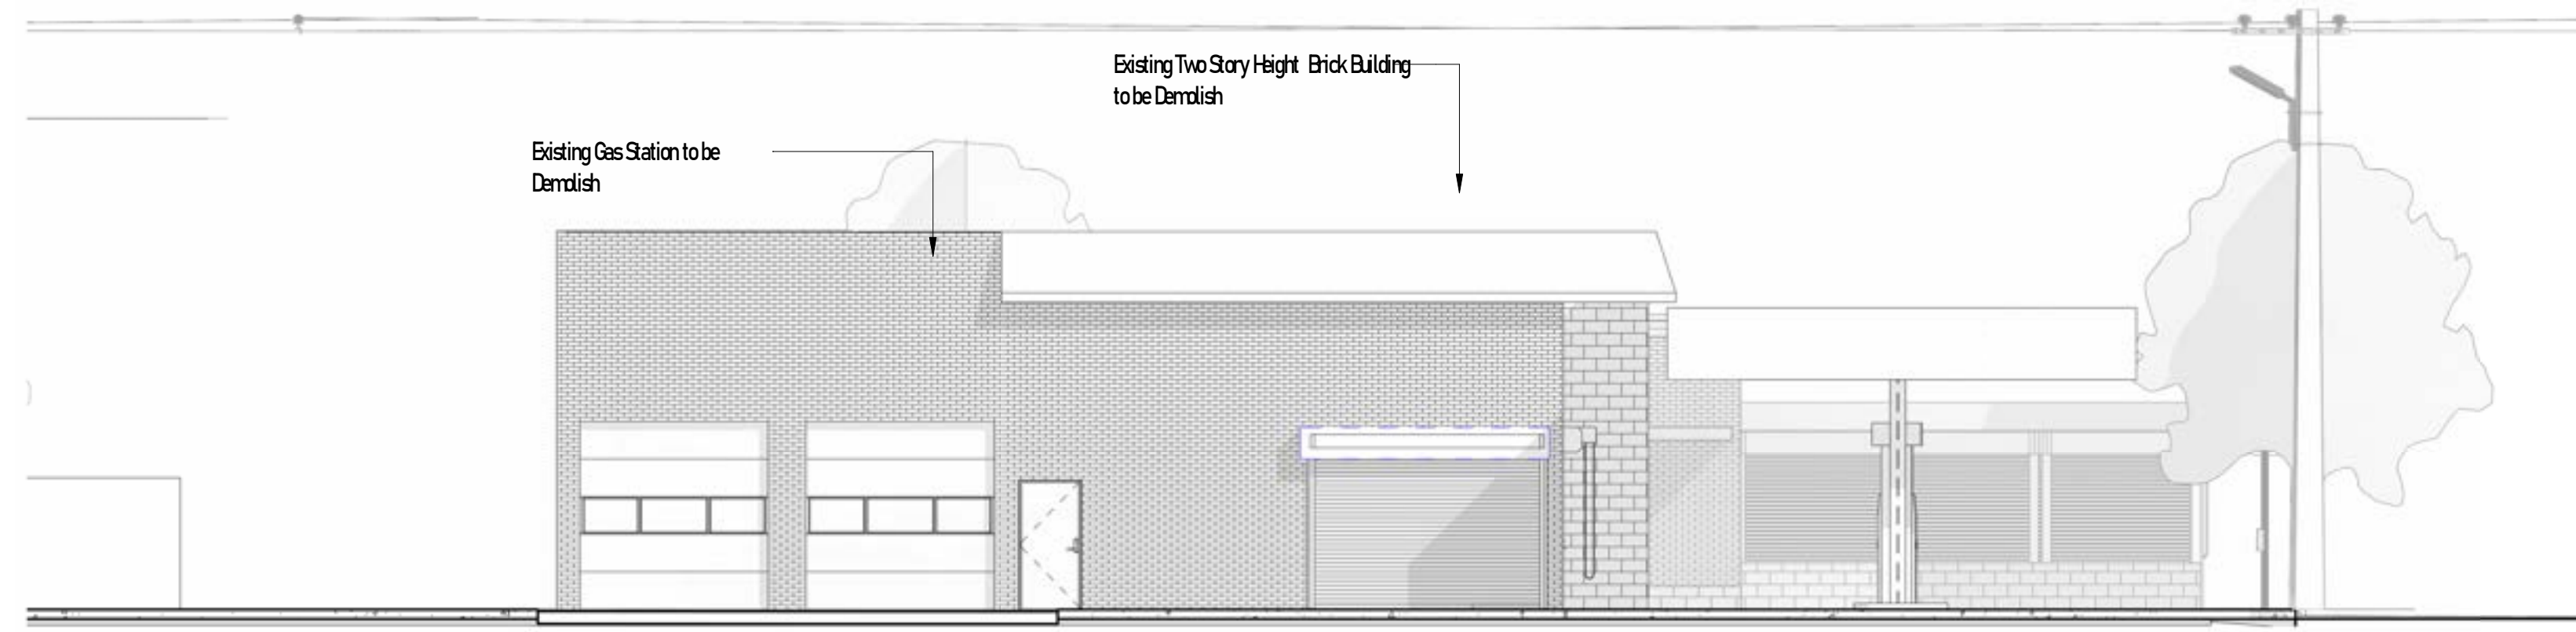 Existing Two Story Height Brick Building
to be Demolish
Existing Gas Station to be
Demolish